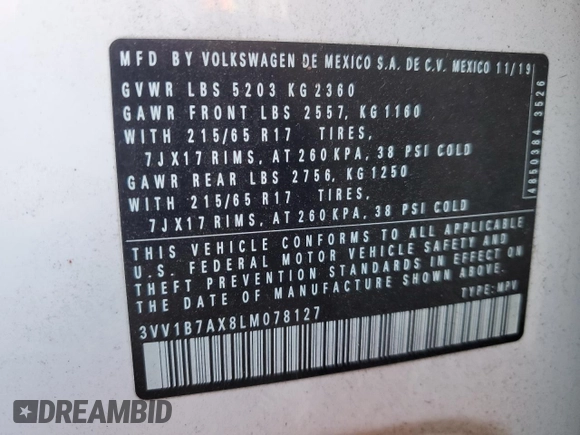 MFD BY VOLKSWAGEN DE MEXICO S.A. DE C.V. MEXICO 11/19
GVWR LBS 5203 KG 2360
GAWR FRONT LBS 2557, KG 1160
WITH 215/65 R17 TIRES,
7JX17 RIMS, AT 260 KPA, 38 PSI COLD
GAWR REAR LBS 2756, KG 1250
WITH 215/65 R17 TIRES,
7JX17 RIMS, AT 260 KPA, 38 PSI COLD
THIS VEHICLE CONFORMS TO ALL APPLICABLE
U.S. FEDERAL MOTOR VEHICLE SAFETY AND
THEFT PREVENTION STANDARDS IN EFFECT ON
THE DATE OF MANUFACTURE SHOWN ABOVE.
3VV1B7AX8LM078127
TYPE: MPV
4850384 3526
DREAMBID